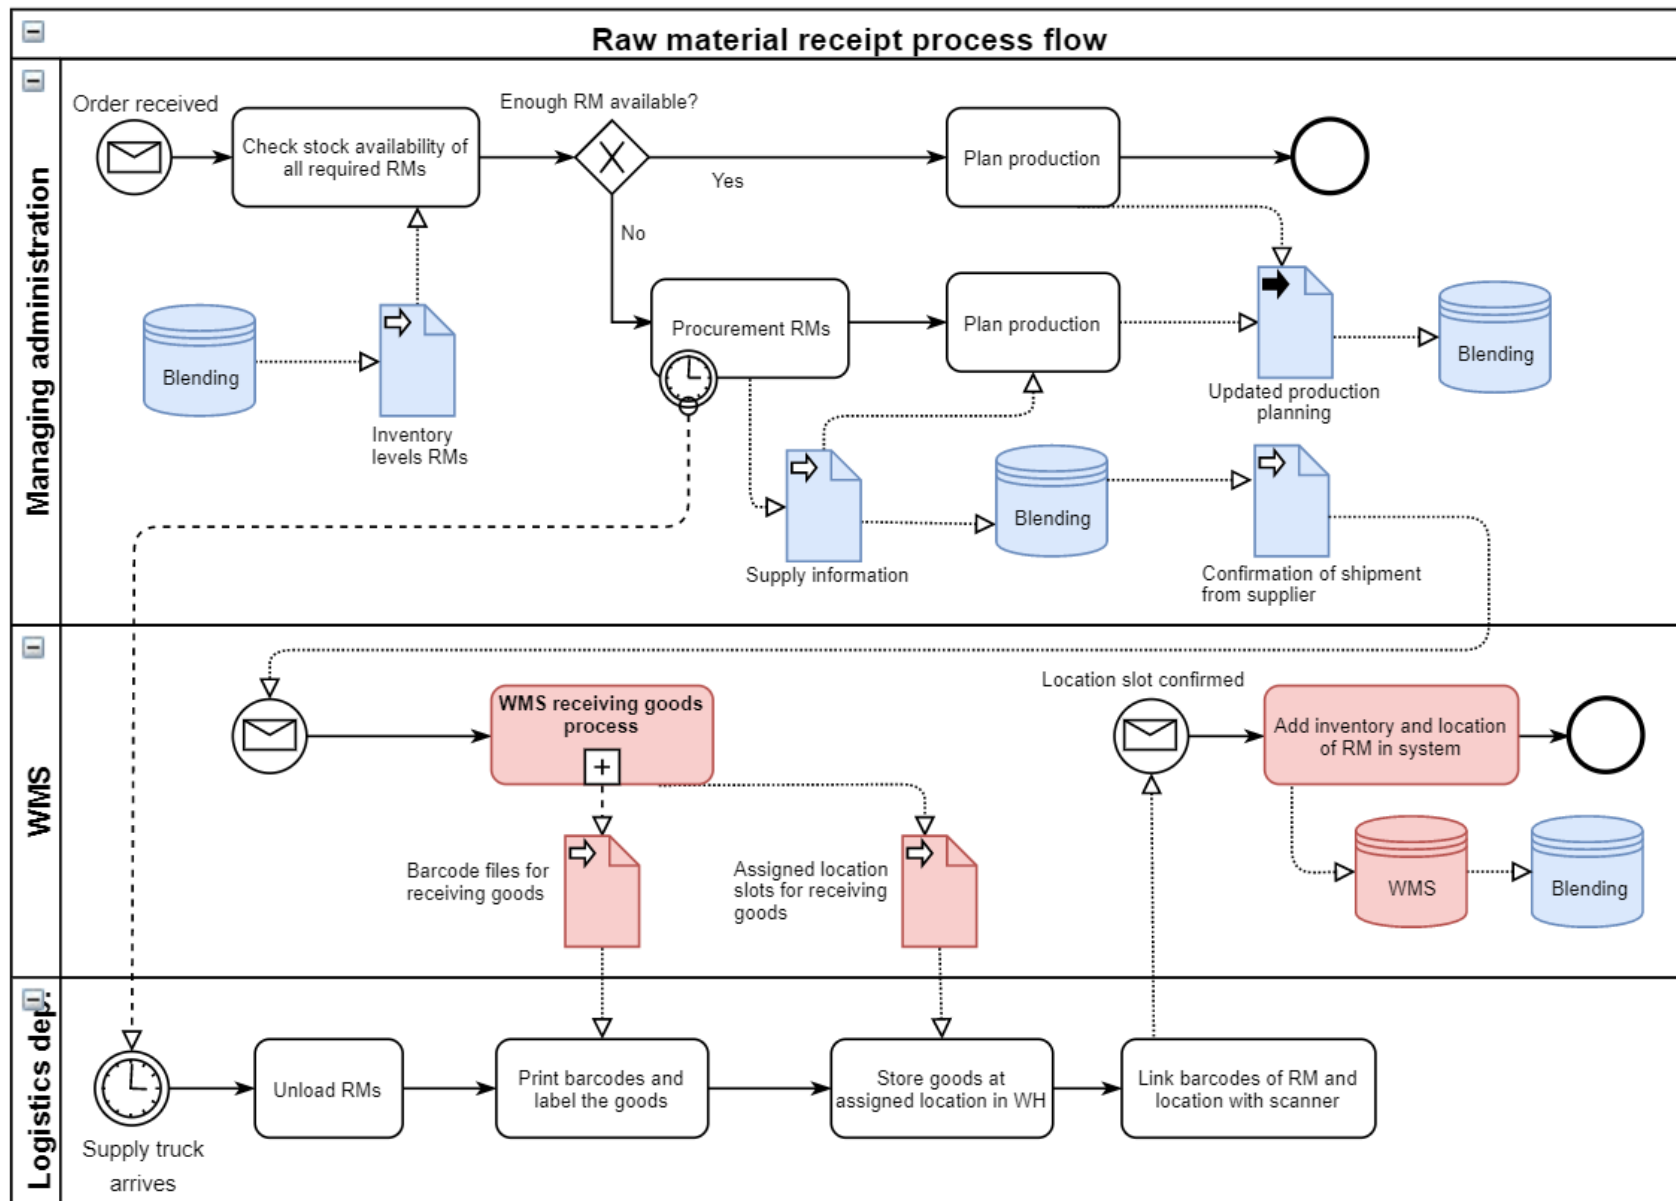 Raw material receipt process flow
Managing administration
Order received
Check stock availability of
all required RMs
Enough RM available?
Yes
No
Plan production
Blending
Inventory
levels RMs
Procurement RMs
Plan production
Updated production
planning
Blending
Supply information
Blending
Confirmation of shipment
from supplier
WMS
WMS receiving goods
process
Barcode files for
receiving goods
Assigned location
slots for receiving
goods
Location slot confirmed
Add inventory and location
of RM in system
WMS
Blending
Logistics dep.
Supply truck
arrives
Unload RMs
Print barcodes and
label the goods
Store goods at
assigned location in WH
Link barcodes of RM and
location with scanner